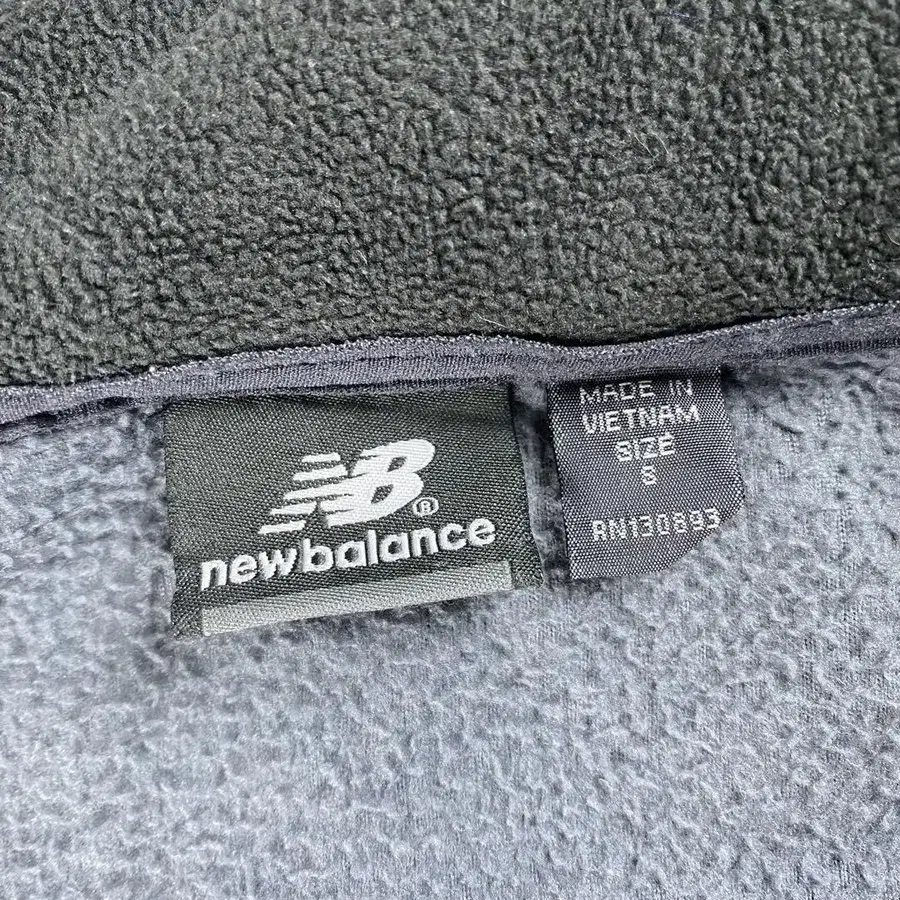 NB®
newbalance
MADE IN
VIETNAM
SIZE
S
RN130893